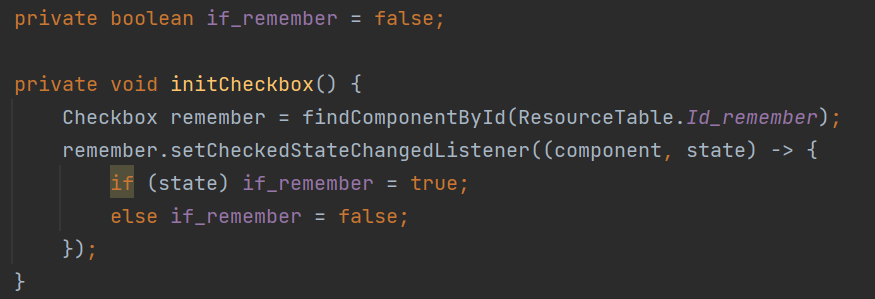 private boolean if_remember = false;
private void initCheckbox() {
Checkbox remember = findComponentById(ResourceTable.Id_remember);
remember.setCheckedStateChangedListener((component, state) -> {
if (state) if_remember = true;
else if_remember = false;
});
}